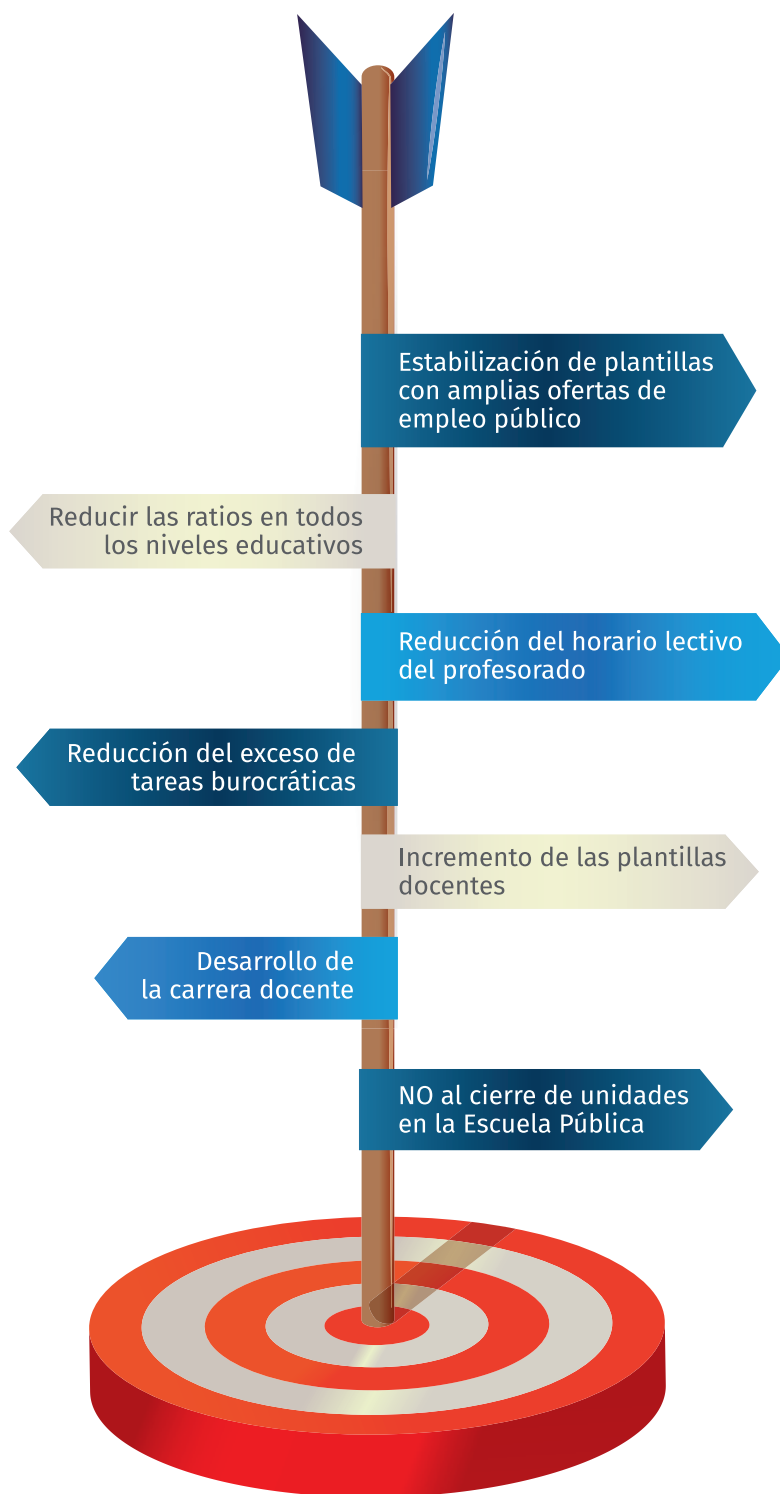 Estabilización de plantillas
con amplias ofertas de
empleo público
Reducir las ratios en todos
los niveles educativos
Reducción del horario lectivo
del profesorado
Reducción del exceso de
tareas burocráticas
Incremento de las plantillas
docentes
Desarrollo de
la carrera docente
NO al cierre de unidades
en la Escuela Pública